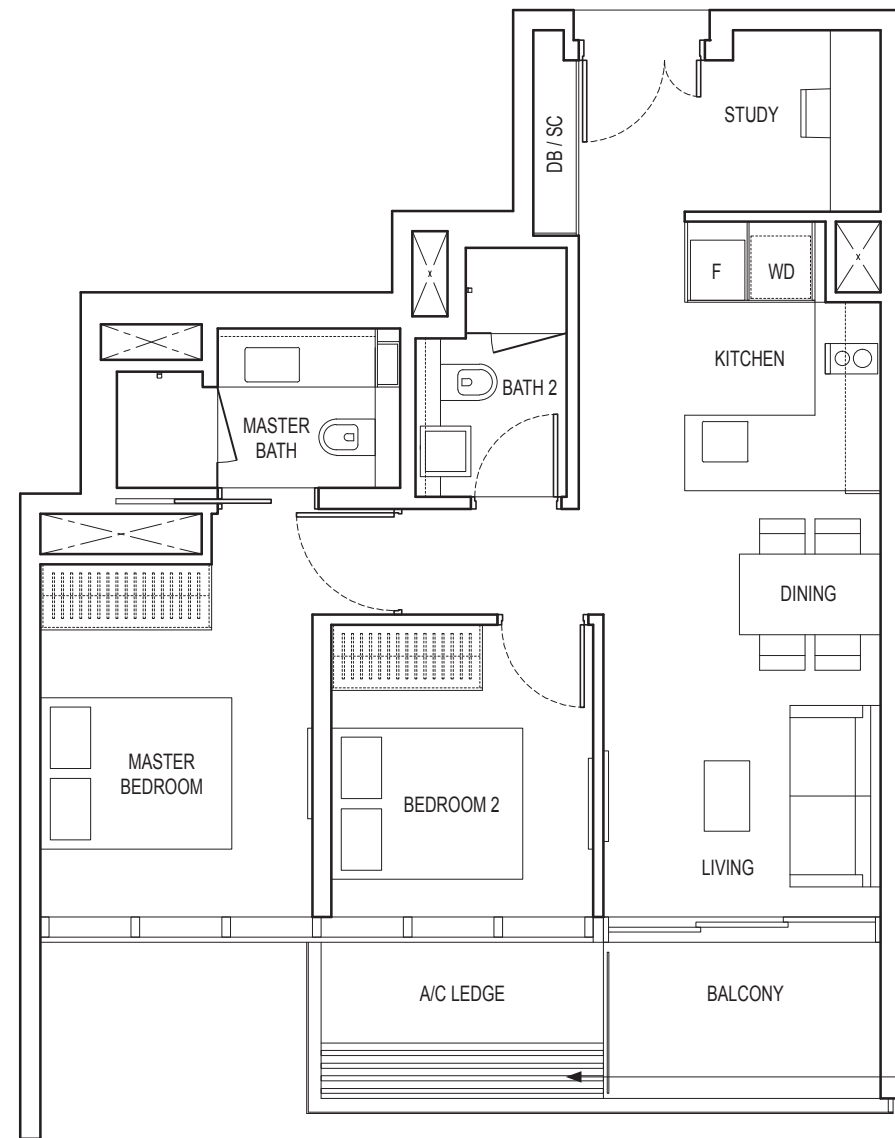 STUDY
DB / SC
F
WD
KITCHEN
BATH 2
MASTER
BATH
DINING
MASTER
BEDROOM
BEDROOM 2
LIVING
A/C LEDGE
BALCONY